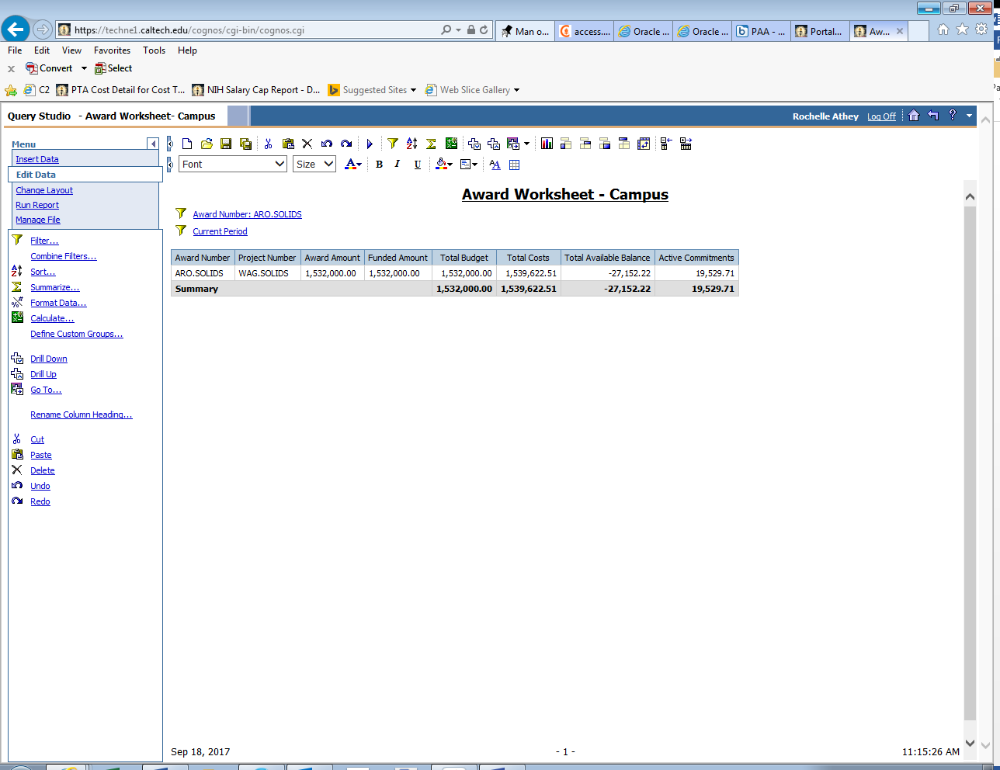 https://techne1.caltech.edu/cognos/cgi-bin/cognos.cgi
Man o...
access....
Oracle ...
Oracle ...
PAA - ...
Portal...
Aw...
File Edit View Favorites Tools Help
x Convert Select
C2 PTA Cost Detail for Cost T... NIH Salary Cap Report - D... Suggested Sites Web Slice Gallery
Query Studio - Award Worksheet- Campus
Rochelle Athey Log Off
Menu
Insert Data
Edit Data
Change Layout
Run Report
Manage File
Filter...
Combine Filters...
Sort...
Summarize...
Format Data...
Calculate...
Define Custom Groups...
Drill Down
Drill Up
Go To...
Rename Column Heading...
Cut
Paste
Delete
Undo
Redo
Font Size A B I U
Award Worksheet - Campus
Award Number: ARO.SOLIDS
Current Period
Award Number Project Number Award Amount Funded Amount Total Budget Total Costs Total Available Balance Active Commitments
ARO.SOLIDS WAG.SOLIDS 1,532,000.00 1,532,000.00 1,532,000.00 1,539,622.51 -27,152.22 19,529.71
Summary 1,532,000.00 1,539,622.51 -27,152.22 19,529.71
Sep 18, 2017 - 1 - 11:15:26 AM